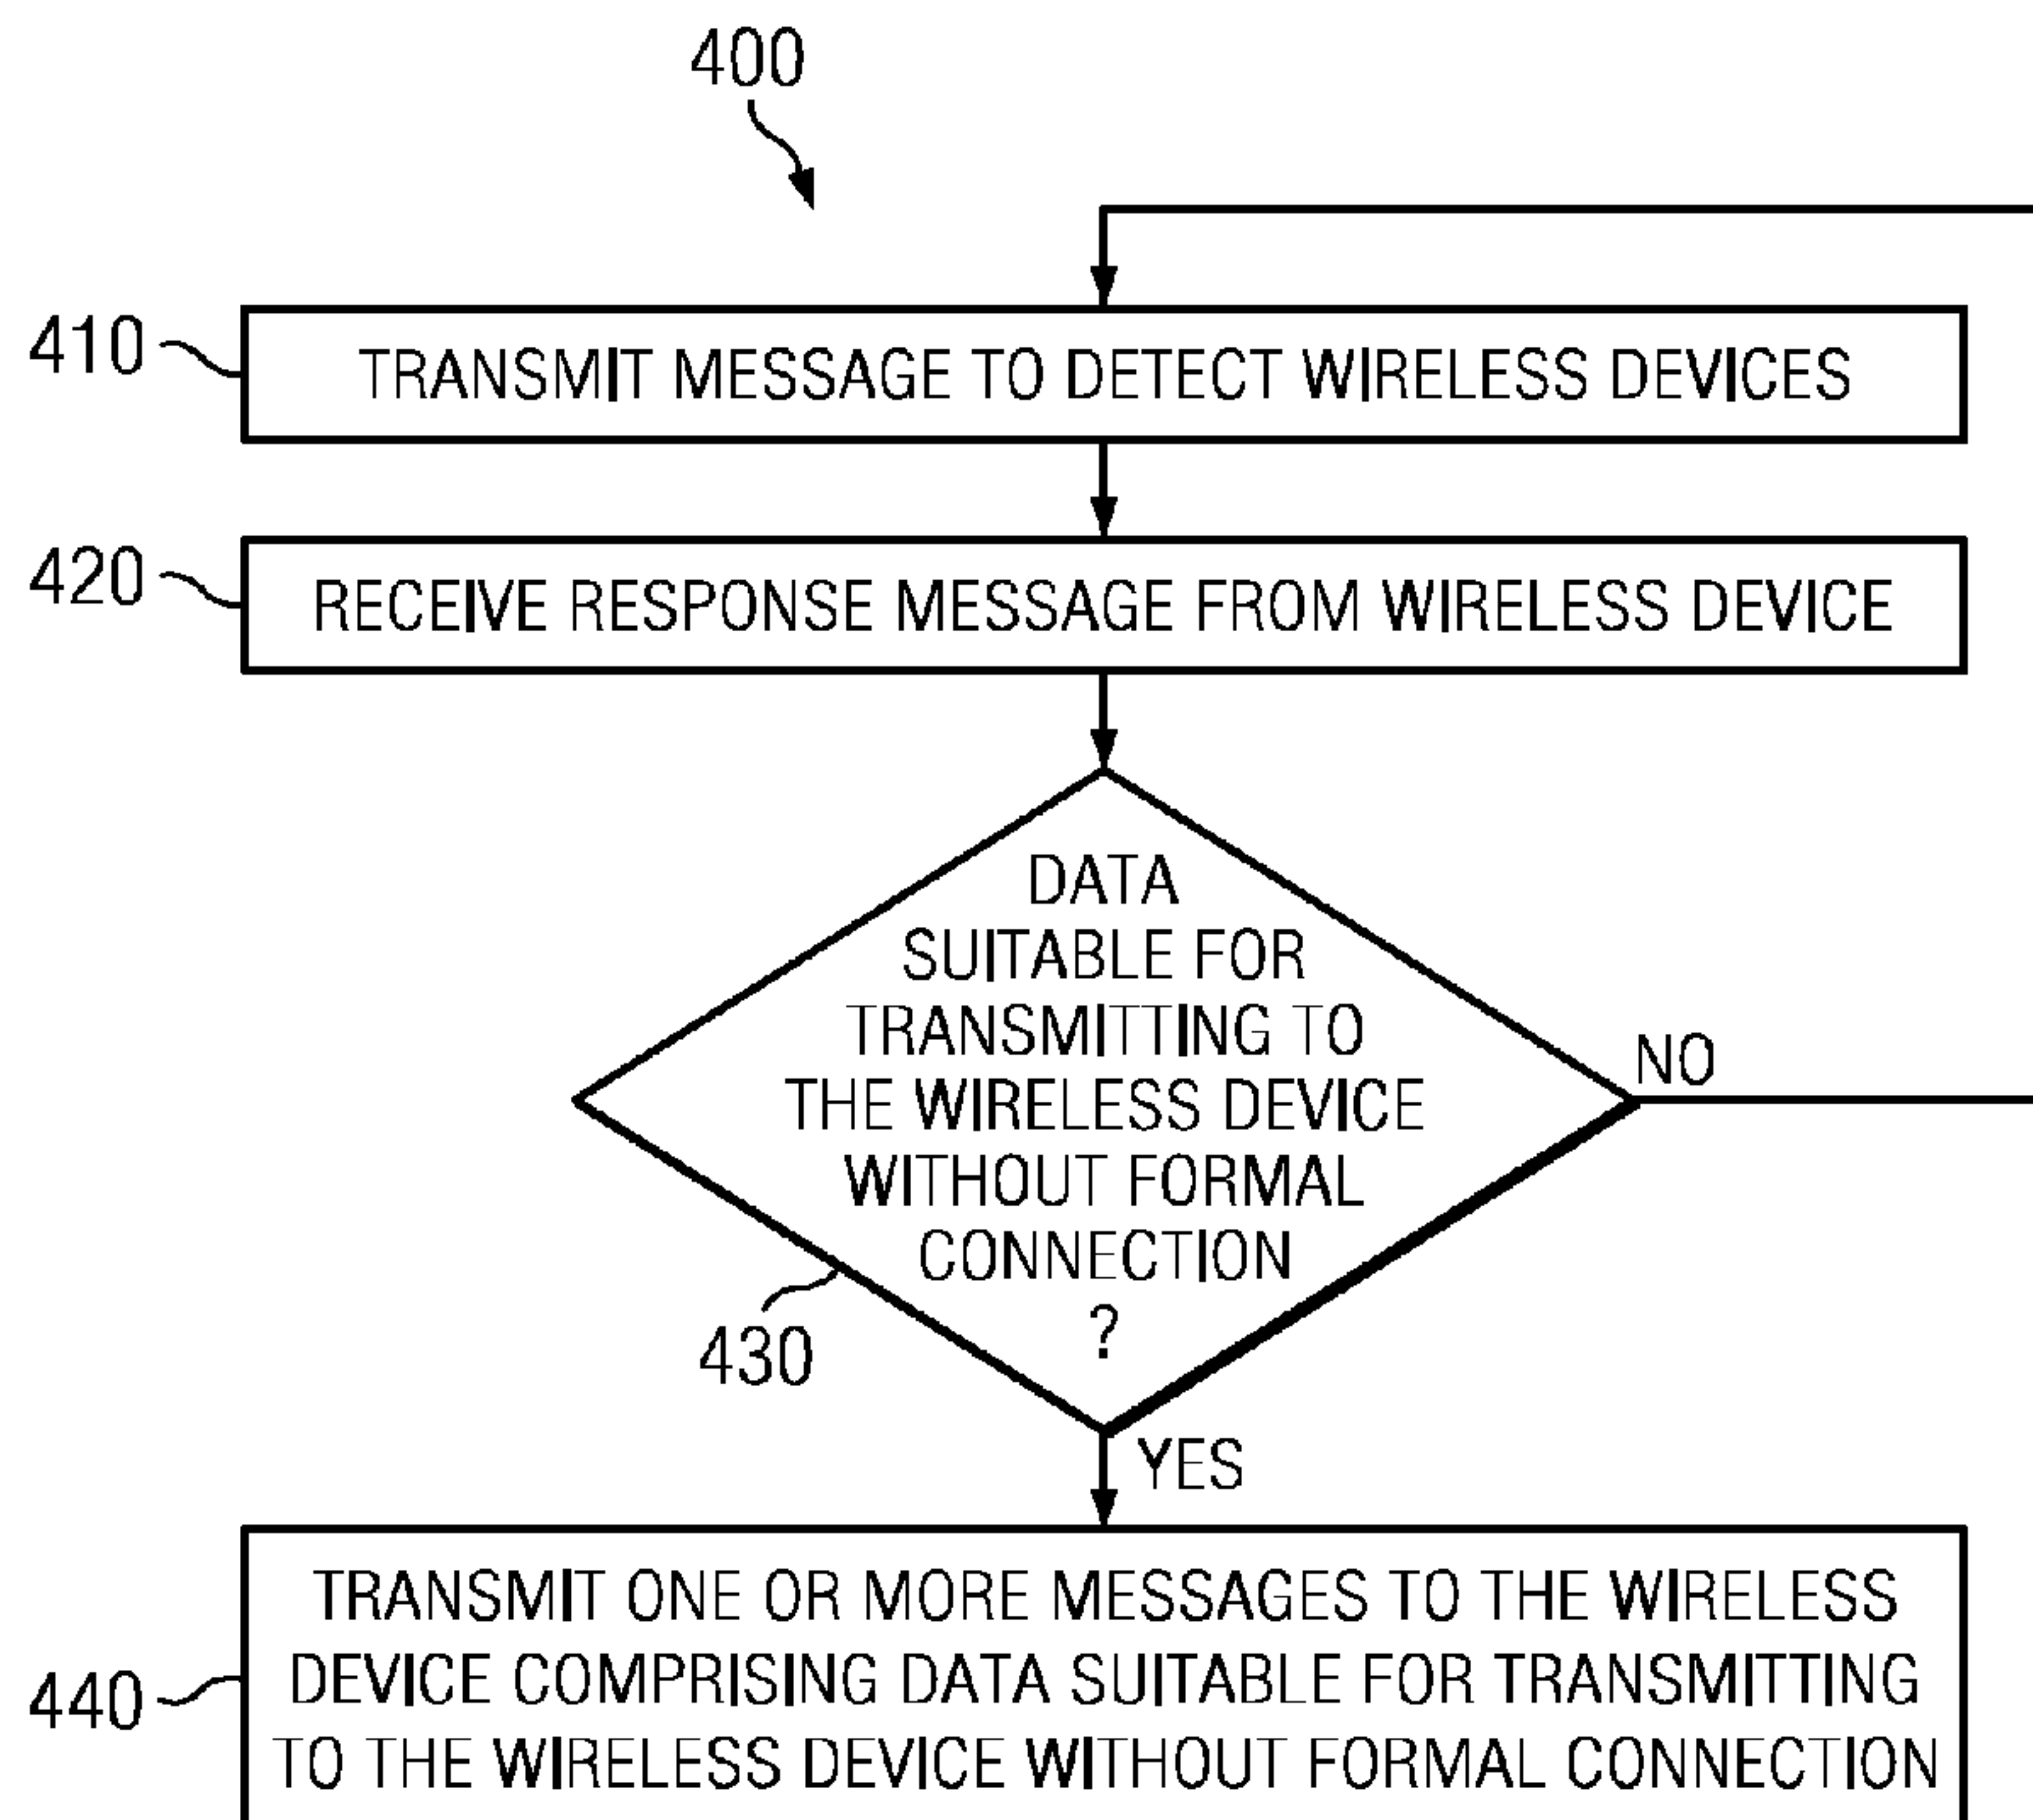 400
410
TRANSMIT MESSAGE TO DETECT WIRELESS DEVICES
420
RECEIVE RESPONSE MESSAGE FROM WIRELESS DEVICE
DATA
SUITABLE FOR
TRANSMITTING TO
THE WIRELESS DEVICE
WITHOUT FORMAL
CONNECTION
?
NO
430
YES
440
TRANSMIT ONE OR MORE MESSAGES TO THE WIRELESS
DEVICE COMPRISING DATA SUITABLE FOR TRANSMITTING
TO THE WIRELESS DEVICE WITHOUT FORMAL CONNECTION